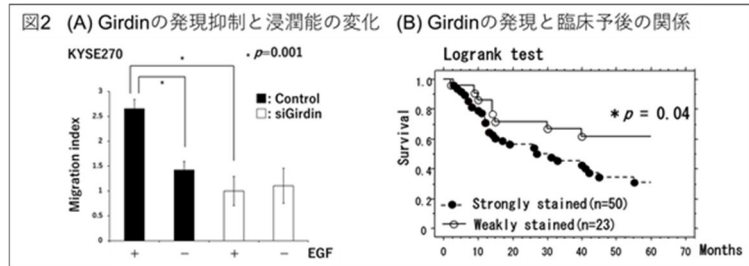 図2 (A) Girdinの発現抑制と浸潤能の変化 (B) Girdinの発現と臨床予後の関係
KYSE270
* p=0.001
*
*
■: Control
□: siGirdin
Migration index
3
2.5
2
1.5
1
0.5
0
+ − + − EGF
Logrank test
* p = 0.04
Survival
1.0
0.8
0.6
0.4
0.2
0
Strongly stained(n=50)
Weakly stained(n=23)
0 10 20 30 40 50 60 70 Months